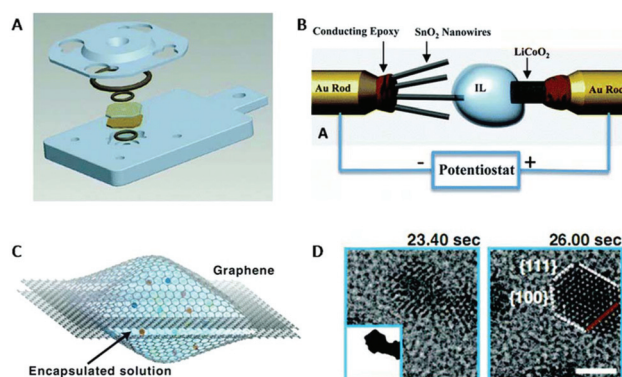 A
B
Conducting Epoxy
SnO₂ Nanowires
LiCoO₂
Au Rod
IL
Au Rod
A
-
Potentiostat
+
C
Graphene
Encapsulated solution
D
23.40 sec
26.00 sec
{111}
{100}